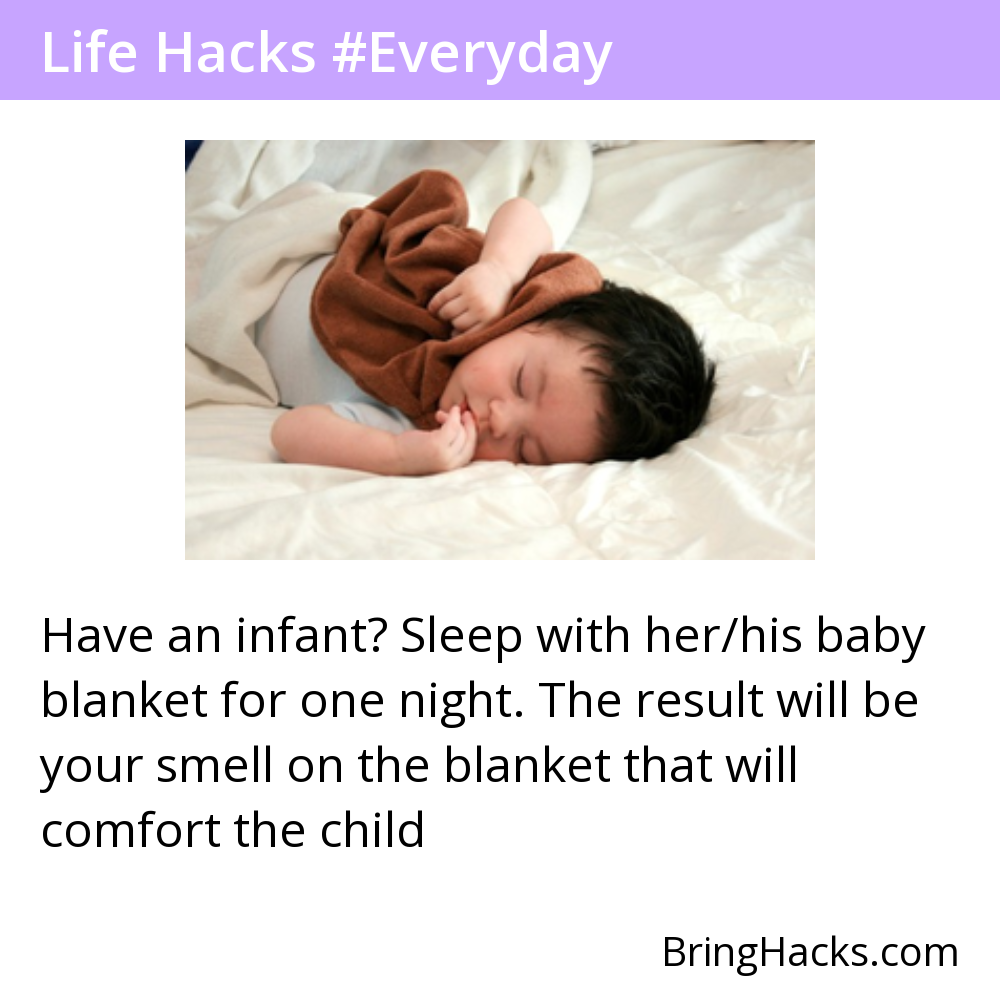 Life Hacks #Everyday
Have an infant? Sleep with her/his baby
blanket for one night. The result will be
your smell on the blanket that will
comfort the child
BringHacks.com